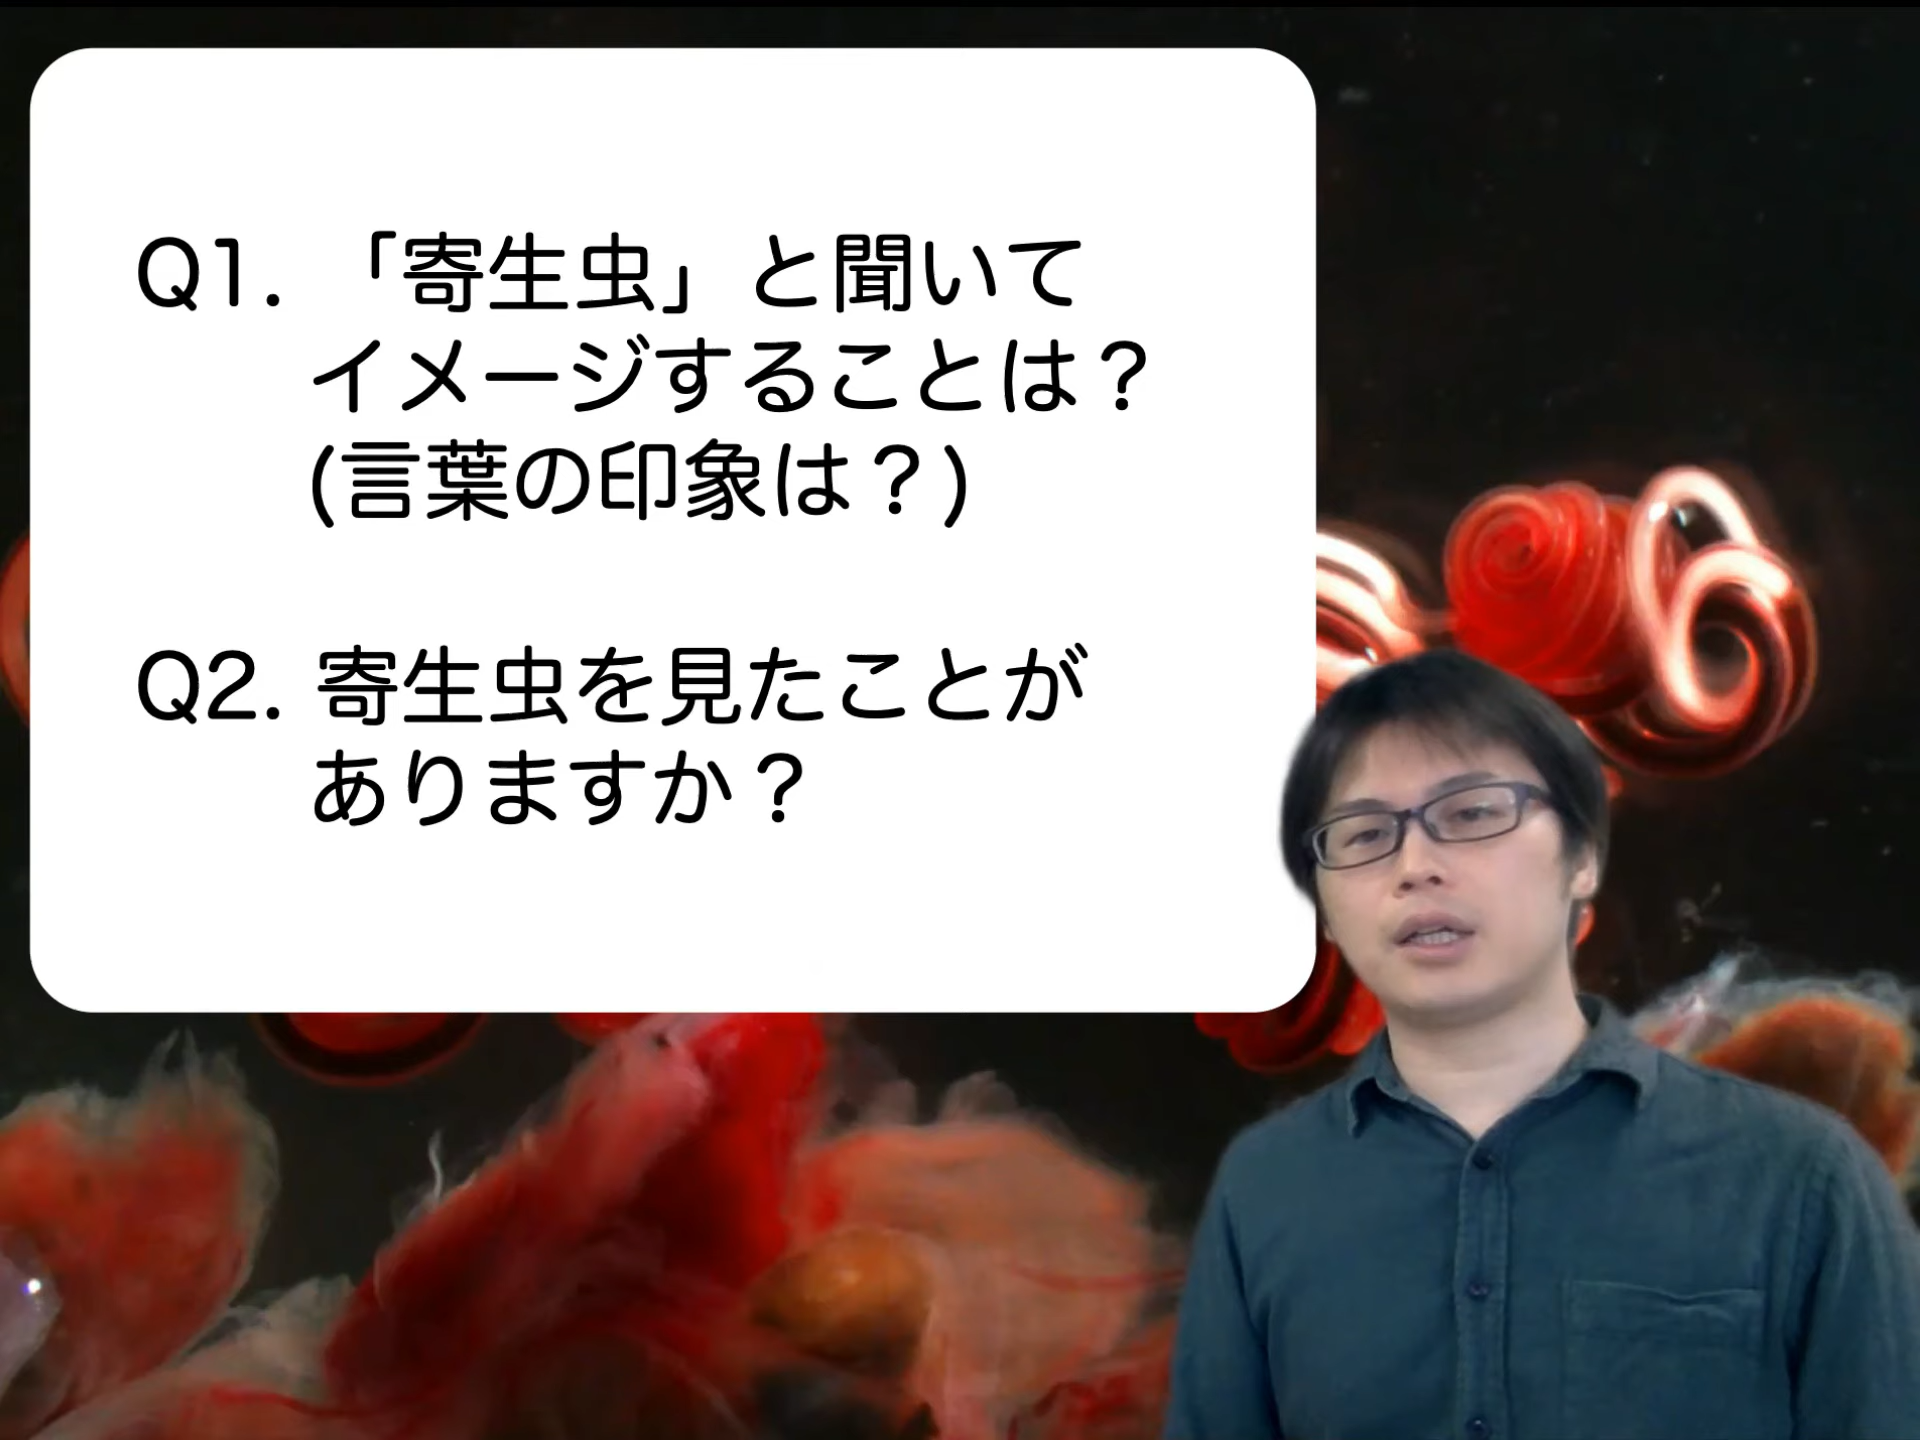 Q1. 「寄生虫」と聞いて
イメージすることは？
(言葉の印象は？)
Q2. 寄生虫を見たことが
ありますか？